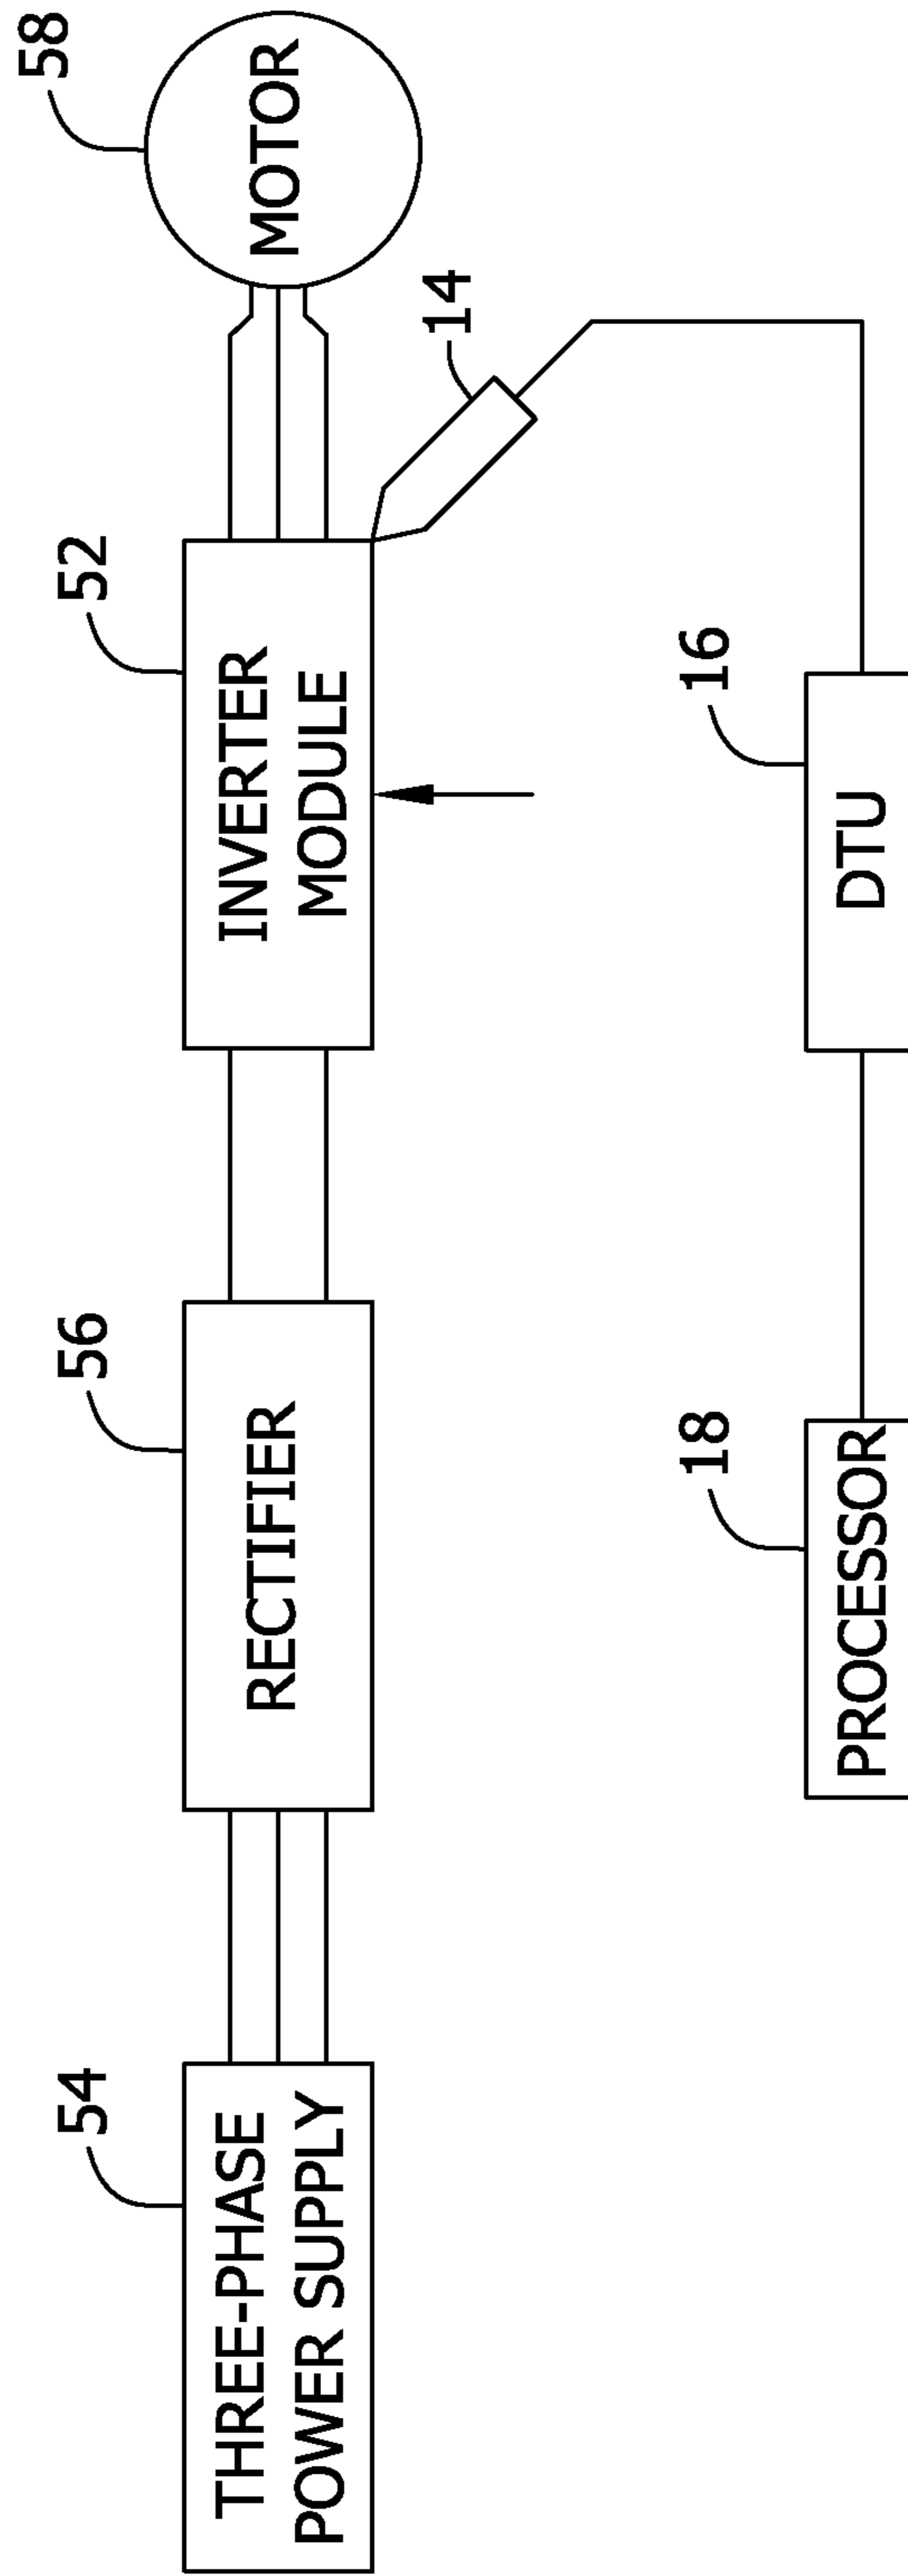 54
THREE-PHASE
POWER SUPPLY
56
RECTIFIER
52
INVERTER
MODULE
58
MOTOR
14
18
PROCESSOR
16
DTU